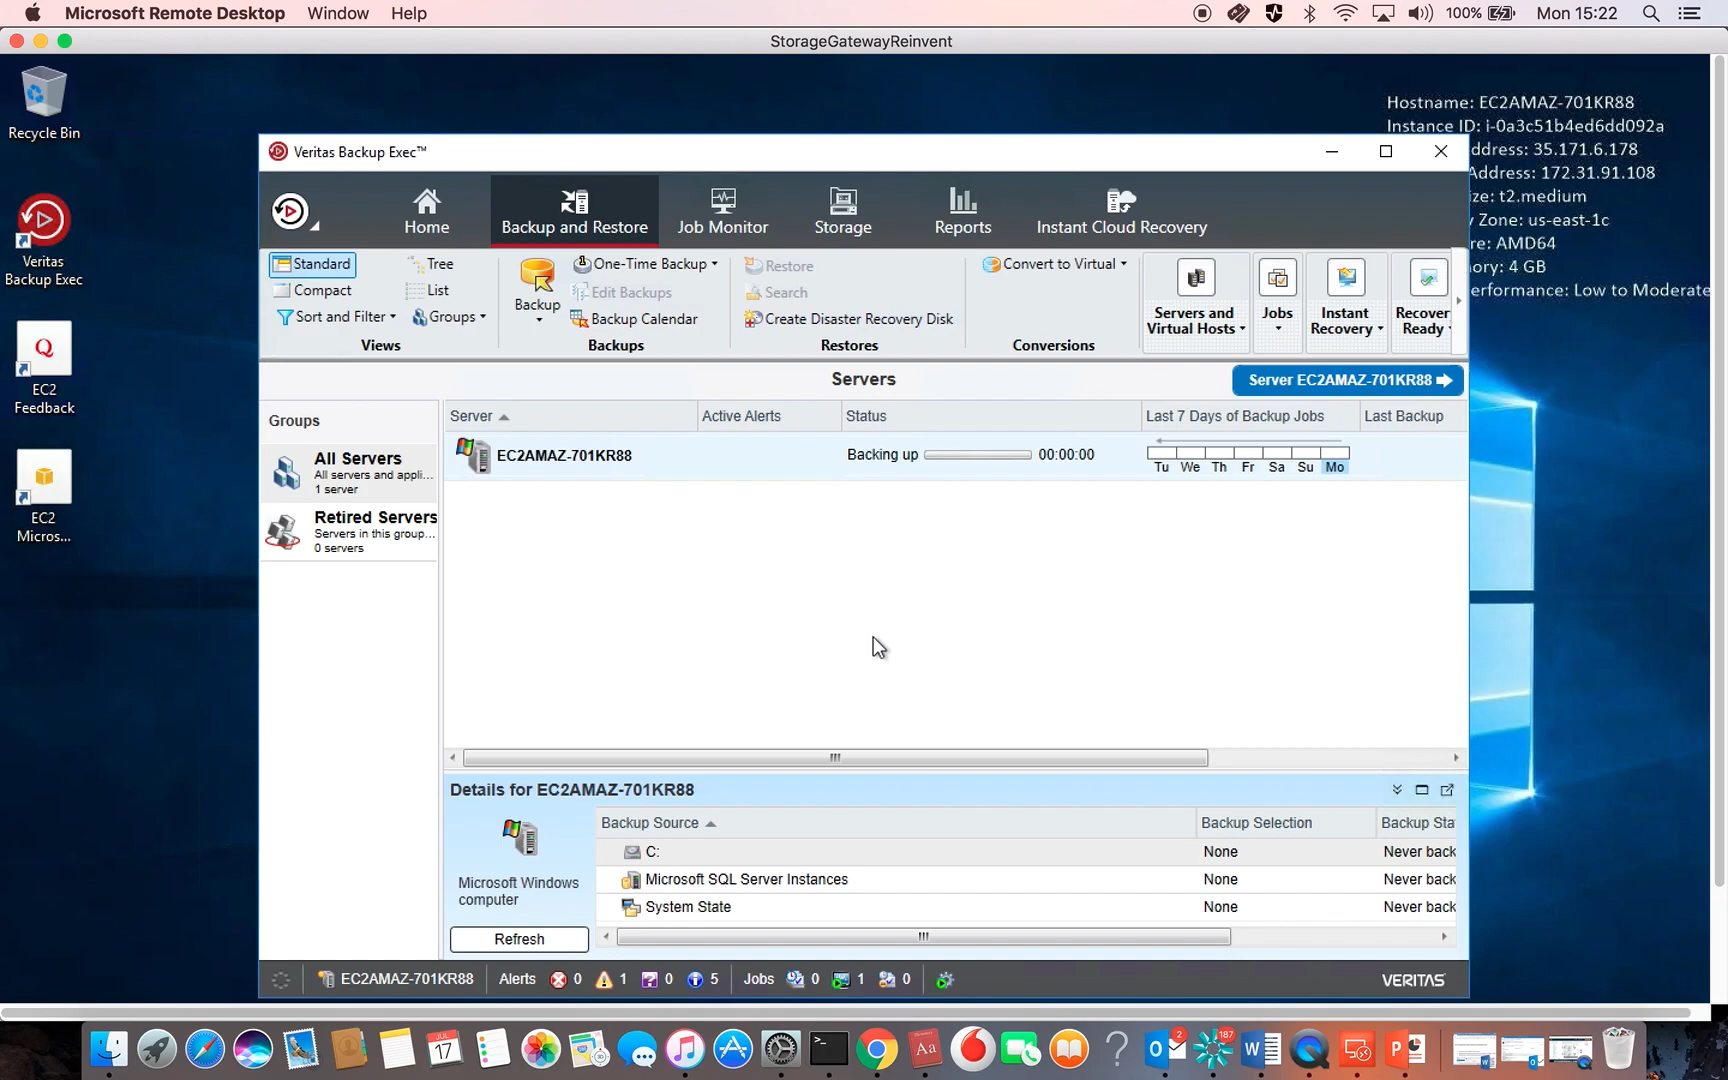 Microsoft Remote Desktop Window Help
100% Mon 15:22
StorageGatewayReinvent
Recycle Bin
Veritas
Backup Exec
Q
EC2
Feedback
EC2
Micros...
Hostname: EC2AMAZ-701KR88
Instance ID: i-0a3c51b4ed6dd092a
ddress: 35.171.6.178
Address: 172.31.91.108
ize: t2.medium
y Zone: us-east-1c
re: AMD64
ory: 4 GB
erformance: Low to Moderate
Veritas Backup Exec™
Home
Backup and Restore
Job Monitor
Storage
Reports
Instant Cloud Recovery
Standard
Compact
Sort and Filter
Tree
List
Groups
Views
Backup
One-Time Backup
Edit Backups
Backup Calendar
Backups
Restore
Search
Create Disaster Recovery Disk
Restores
Convert to Virtual
Conversions
Servers and
Virtual Hosts
Jobs
Instant
Recovery
Recover
Ready
Servers
Server EC2AMAZ-701KR88
Groups
All Servers
All servers and appli...
1 server
Retired Servers
Servers in this group...
0 servers
Server Active Alerts Status Last 7 Days of Backup Jobs Last Backup
EC2AMAZ-701KR88 Backing up 00:00:00
Tu We Th Fr Sa Su Mo
Details for EC2AMAZ-701KR88
Microsoft Windows
computer
Refresh
Backup Source Backup Selection Backup Sta
C: None Never back
Microsoft SQL Server Instances None Never back
System State None Never back
EC2AMAZ-701KR88 Alerts 0 1 0 5 Jobs 0 1 0
VERITAS
JUL
17
30
>_
Aa
?
2
187
W
P